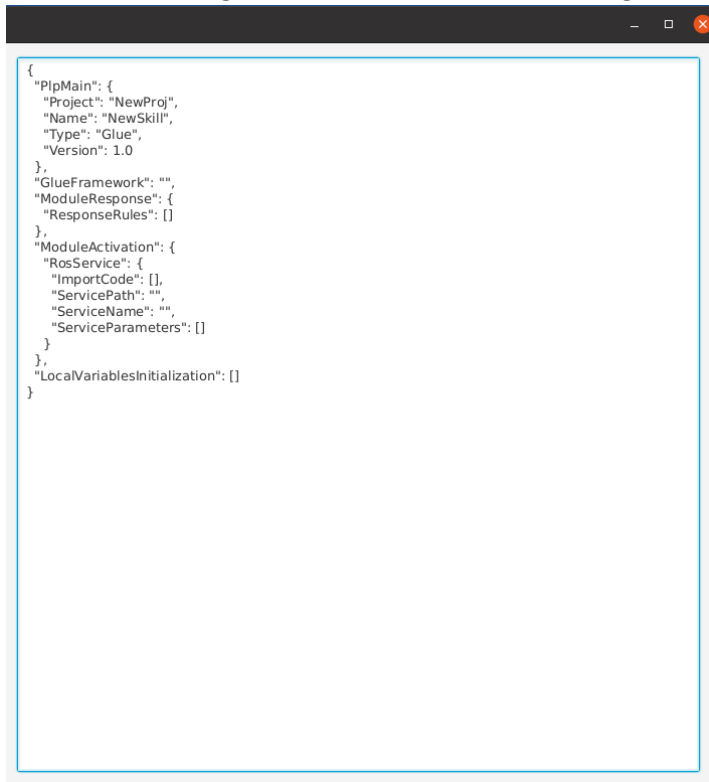 {
"PlpMain": {
"Project": "NewProj",
"Name": "NewSkill",
"Type": "Glue",
"Version": 1.0
},
"GlueFramework": "",
"ModuleResponse": {
"ResponseRules": []
},
"ModuleActivation": {
"RosService": {
"ImportCode": [],
"ServicePath": "",
"ServiceName": "",
"ServiceParameters": []
}
},
"LocalVariablesInitialization": []
}